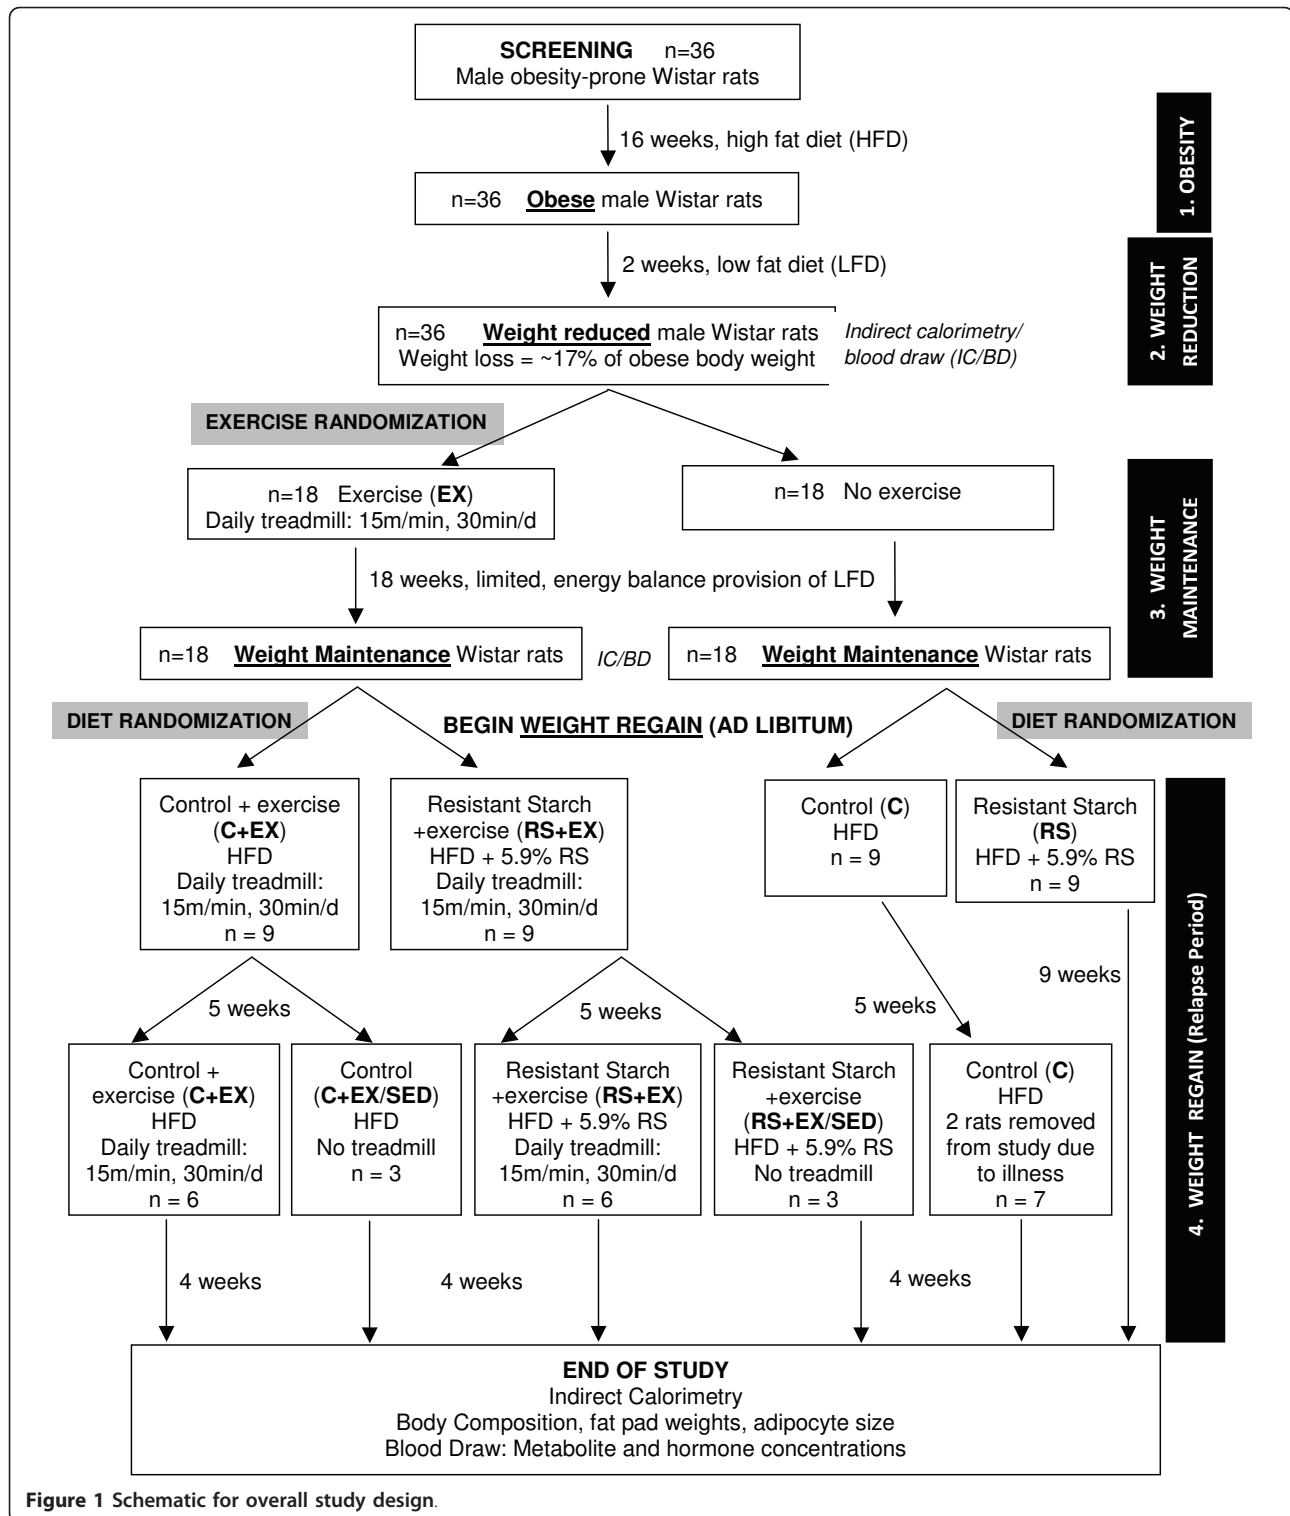 SCREENING n=36
Male obesity-prone Wistar rats
16 weeks, high fat diet (HFD)
1. OBESITY
n=36 Obese male Wistar rats
2 weeks, low fat diet (LFD)
2. WEIGHT
REDUCTION
n=36 Weight reduced male Wistar rats
Weight loss = ~17% of obese body weight
Indirect calorimetry/
blood draw (IC/BD)
EXERCISE RANDOMIZATION
n=18 Exercise (EX)
Daily treadmill: 15m/min, 30min/d
n=18 No exercise
3. WEIGHT
MAINTENANCE
18 weeks, limited, energy balance provision of LFD
n=18 Weight Maintenance Wistar rats
IC/BD
n=18 Weight Maintenance Wistar rats
DIET RANDOMIZATION
BEGIN WEIGHT REGAIN (AD LIBITUM)
DIET RANDOMIZATION
Control + exercise
(C+EX)
HFD
Daily treadmill:
15m/min, 30min/d
n = 9
Resistant Starch
+exercise (RS+EX)
HFD + 5.9% RS
Daily treadmill:
15m/min, 30min/d
n = 9
Control (C)
HFD
n = 9
Resistant Starch
(RS)
HFD + 5.9% RS
n = 9
4. WEIGHT REGAIN (Relapse Period)
5 weeks
5 weeks
5 weeks
9 weeks
Control +
exercise (C+EX)
HFD
Daily treadmill:
15m/min, 30min/d
n = 6
Control
(C+EX/SED)
HFD
No treadmill
n = 3
Resistant Starch
+exercise (RS+EX)
HFD + 5.9% RS
Daily treadmill:
15m/min, 30min/d
n = 6
Resistant Starch
+exercise
(RS+EX/SED)
HFD + 5.9% RS
No treadmill
n = 3
Control (C)
HFD
2 rats removed
from study due
to illness
n = 7
4 weeks
4 weeks
4 weeks
END OF STUDY
Indirect Calorimetry
Body Composition, fat pad weights, adipocyte size
Blood Draw: Metabolite and hormone concentrations
Figure 1 Schematic for overall study design.